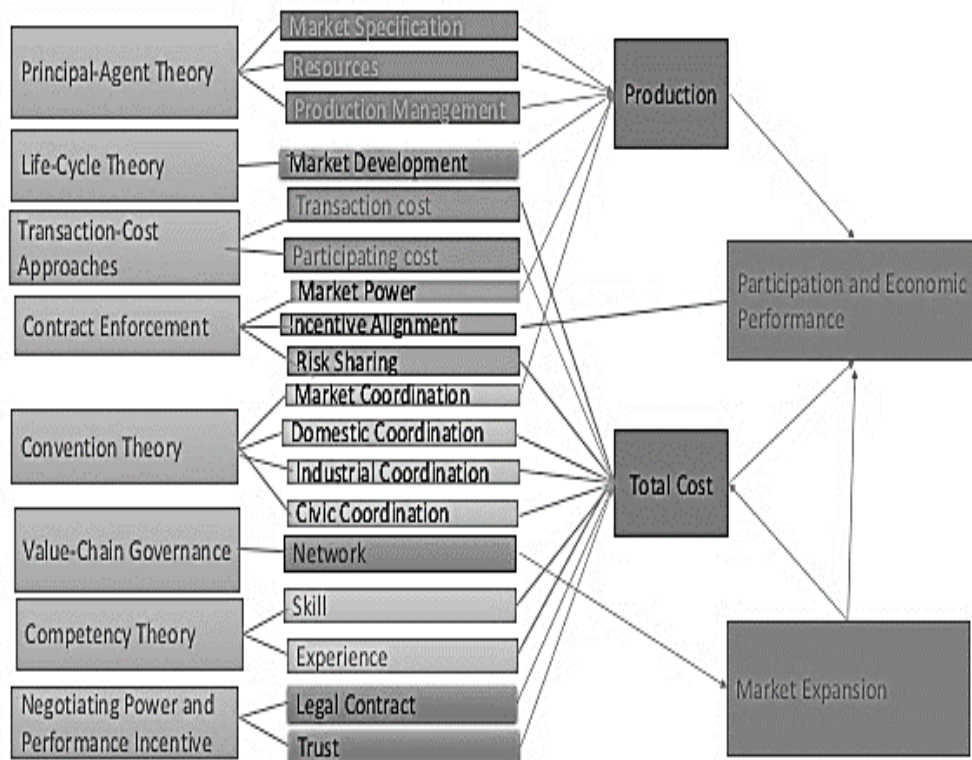 Principal-Agent Theory
Life-Cycle Theory
Transaction-Cost
Approaches
Contract Enforcement
Convention Theory
Value-Chain Governance
Competency Theory
Negotiating Power and
Performance Incentive
Market Specification
Resources
Production Management
Market Development
Transaction cost
Participating cost
Market Power
Incentive Alignment
Risk Sharing
Market Coordination
Domestic Coordination
Industrial Coordination
Civic Coordination
Network
Skill
Experience
Legal Contract
Trust
Production
Total Cost
Participation and Economic
Performance
Market Expansion